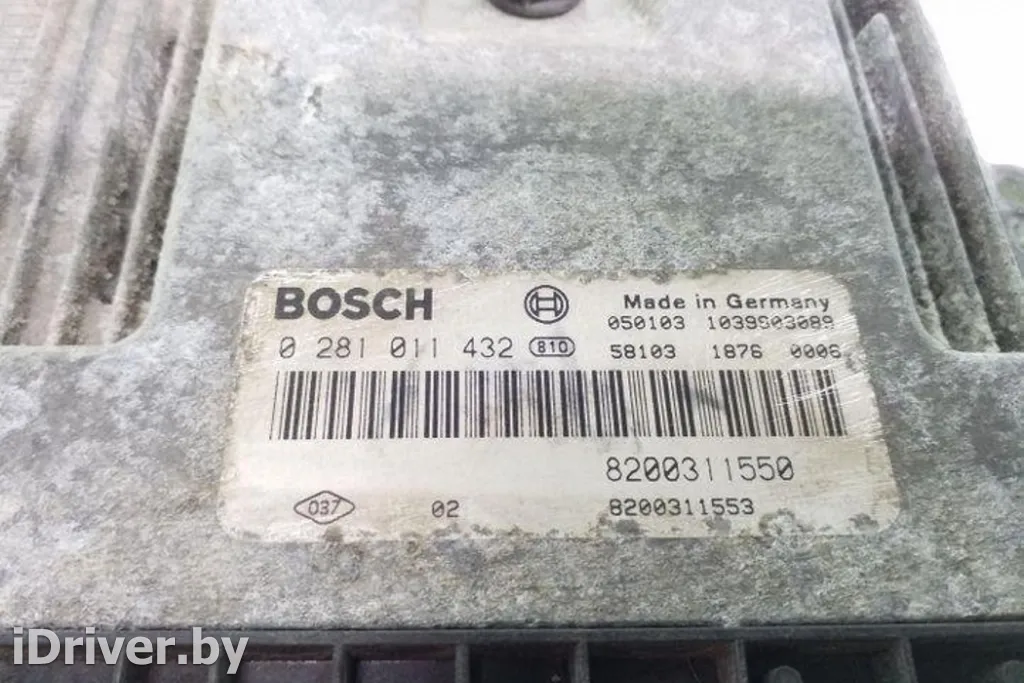 BOSCH
Made in Germany
050103 1039S03089
0 281 011 432 810
58103 1876 0006
8200311550
037 02 8200311553
iDriver.by